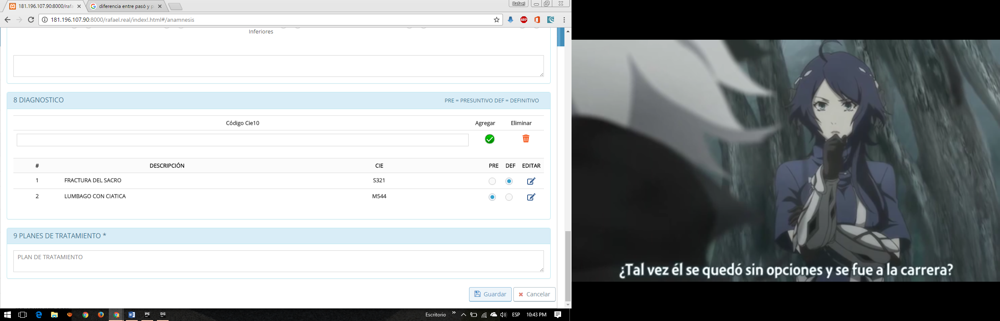 181.196.107.90:8000/rafa
diferencia entre pasó y p
Rafael
181.196.107.90:8000/rafael.real/index!.html#/anamnesis
ABP
Inferiores
8 DIAGNOSTICO
PRE = PRESUNTIVO DEF = DEFINITIVO
Código Cie10 Agregar Eliminar
# DESCRIPCIÓN CIE PRE DEF EDITAR
1 FRACTURA DEL SACRO S321
2 LUMBAGO CON CIATICA M544
9 PLANES DE TRATAMIENTO *
PLAN DE TRATAMIENTO
Guardar Cancelar
PS DG Escritorio » ESP 10:43 PM
¿Tal vez él se quedó sin opciones y se fue a la carrera?